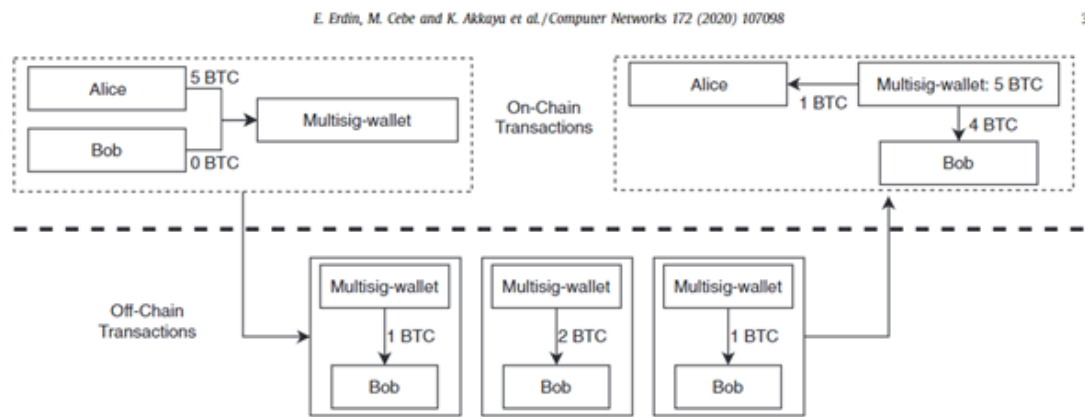 E. Erdin, M. Cebe and K. Akkaya et al. / Computer Networks 172 (2020) 107098
5 BTC
Alice
Multisig-wallet
Bob
0 BTC
On-Chain
Transactions
Alice
Multisig-wallet: 5 BTC
1 BTC
4 BTC
Bob
Off-Chain
Transactions
Multisig-wallet
1 BTC
Bob
Multisig-wallet
2 BTC
Bob
Multisig-wallet
1 BTC
Bob